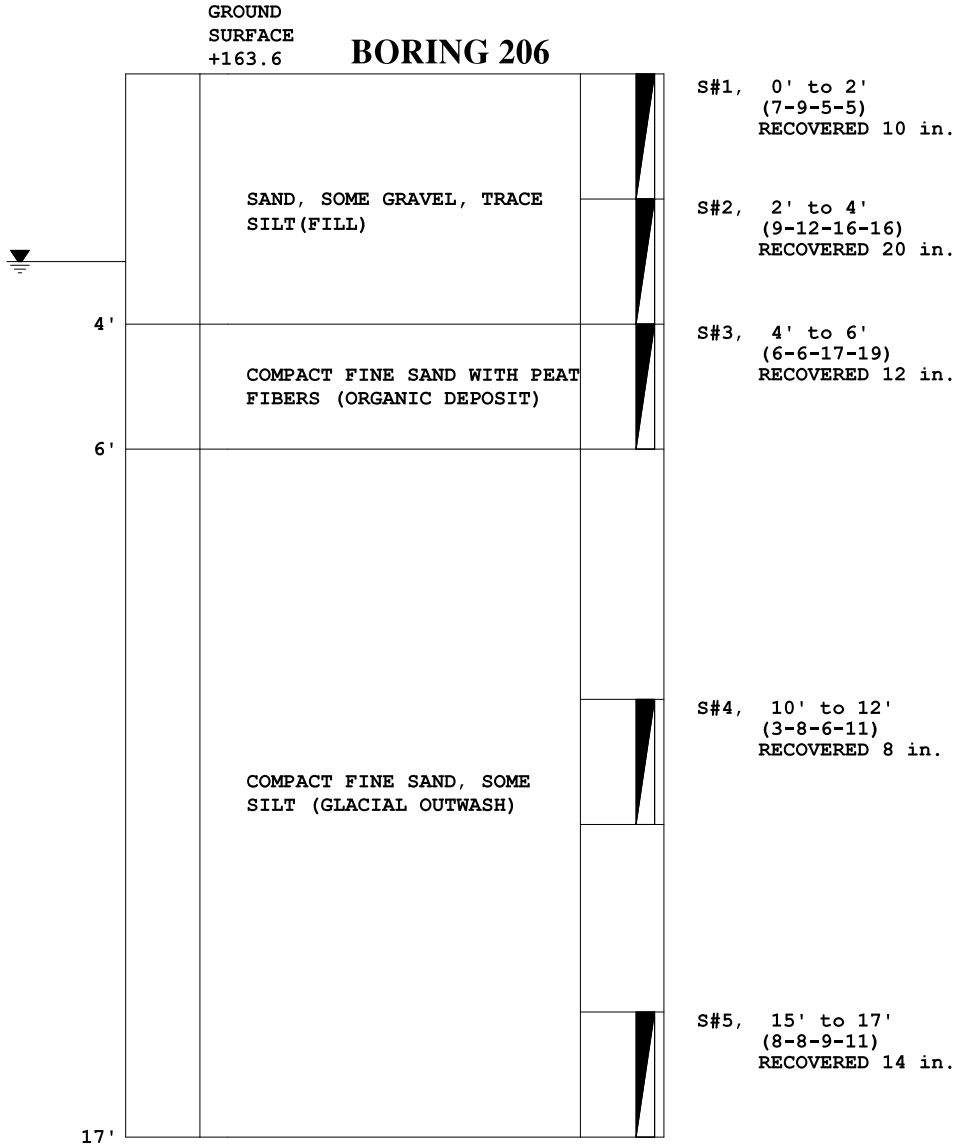 GROUND
SURFACE
+163.6
BORING 206
S#1, 0' to 2'
(7-9-5-5)
RECOVERED 10 in.
SAND, SOME GRAVEL, TRACE
SILT(FILL)
S#2, 2' to 4'
(9-12-16-16)
RECOVERED 20 in.
4'
S#3, 4' to 6'
(6-6-17-19)
RECOVERED 12 in.
COMPACT FINE SAND WITH PEAT
FIBERS (ORGANIC DEPOSIT)
6'
S#4, 10' to 12'
(3-8-6-11)
RECOVERED 8 in.
COMPACT FINE SAND, SOME
SILT (GLACIAL OUTWASH)
S#5, 15' to 17'
(8-8-9-11)
RECOVERED 14 in.
17'